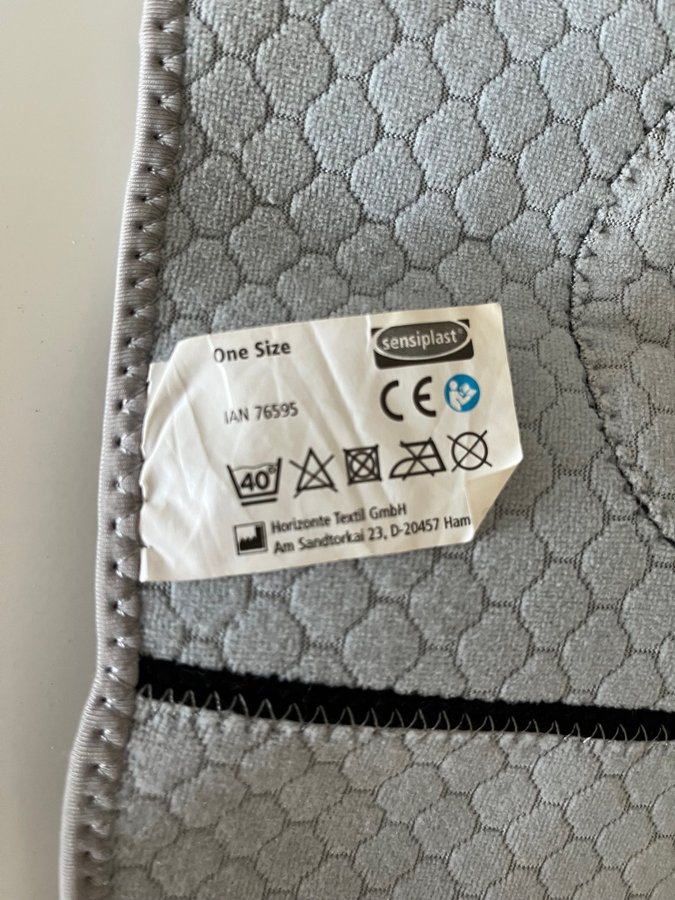 One Size
sensiplast®
IAN 76595
CE
40°
Horizonte Textil GmbH
Am Sandtorkai 23, D-20457 Ham